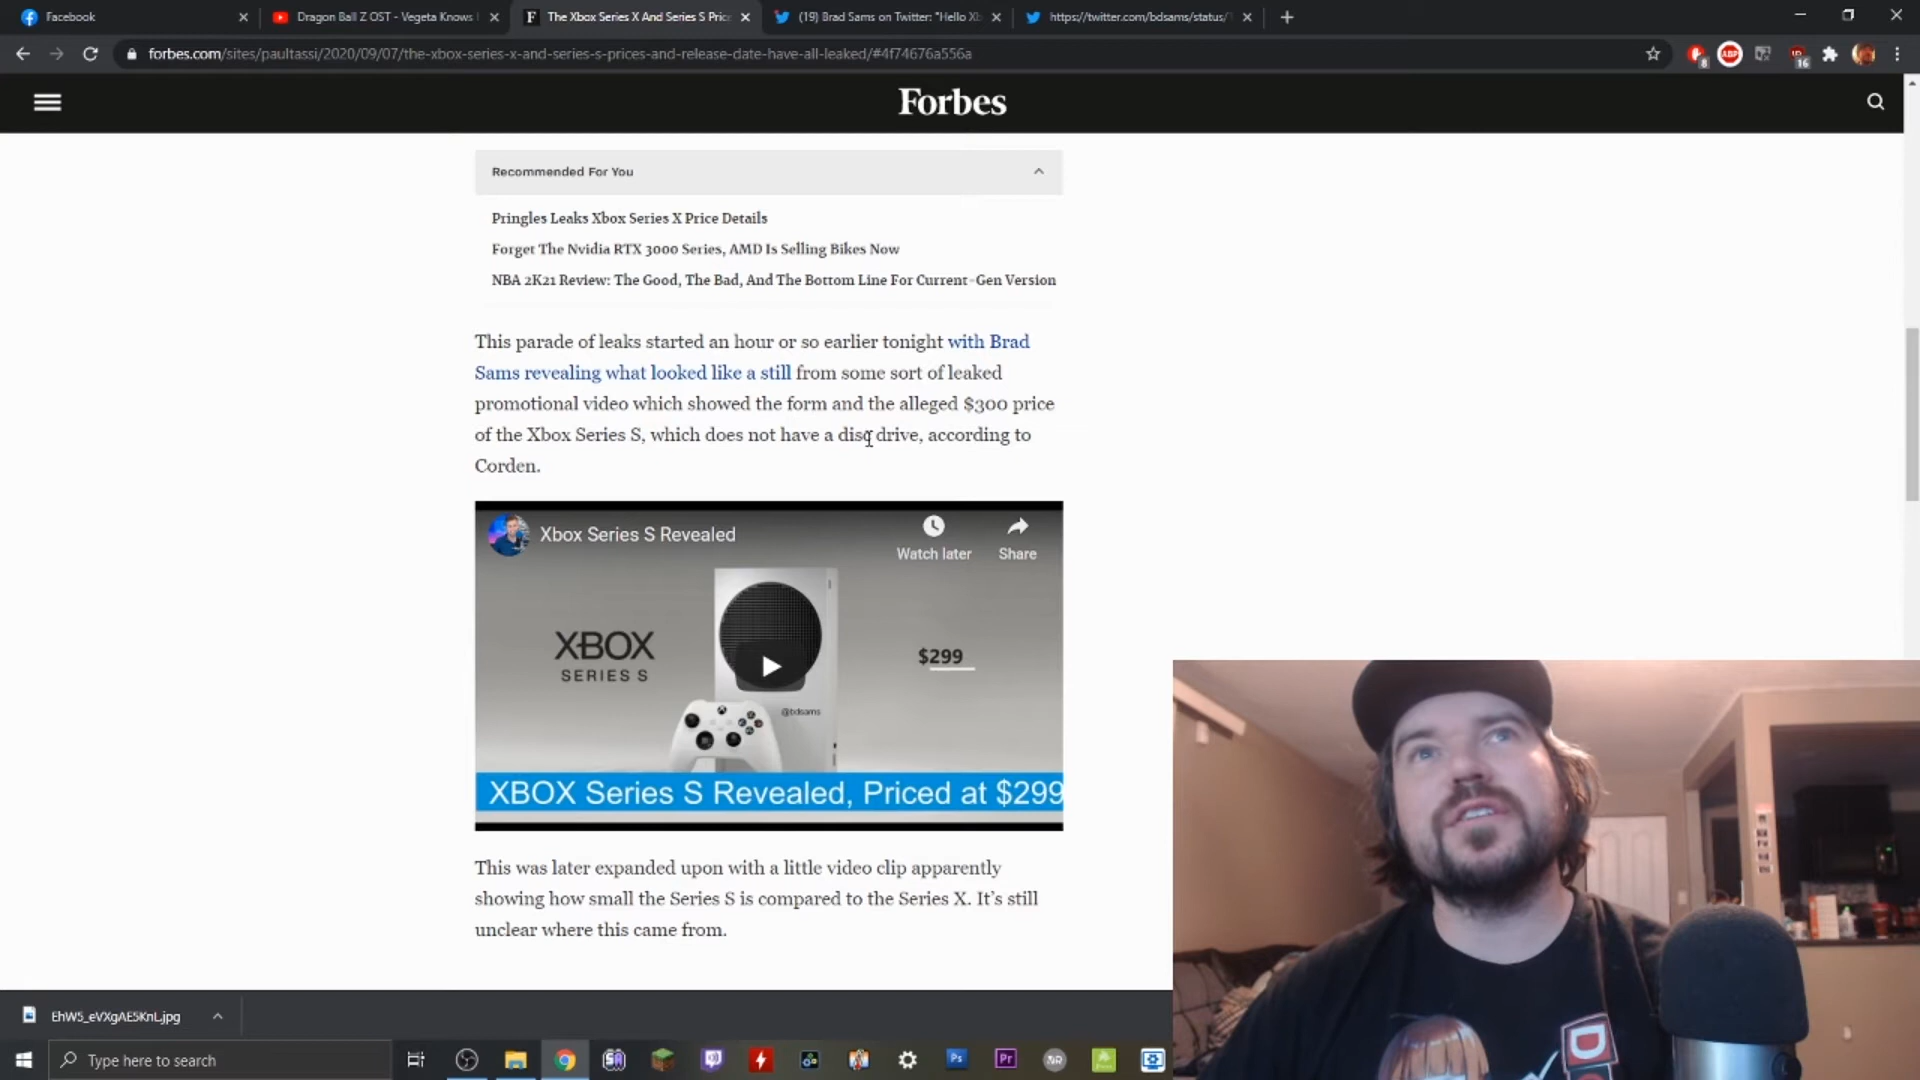 Facebook
Dragon Ball Z OST - Vegeta Knows
The Xbox Series X And Series S Pric
(19) Brad Sams on Twitter: "Hello Xb
https://twitter.com/bdsams/status/1
forbes.com/sites/paultassi/2020/09/07/the-xbox-series-x-and-series-s-prices-and-release-date-have-all-leaked/#4f74676a556a
ABP
8
16
Forbes
Recommended For You
Pringles Leaks Xbox Series X Price Details
Forget The Nvidia RTX 3000 Series, AMD Is Selling Bikes Now
NBA 2K21 Review: The Good, The Bad, And The Bottom Line For Current-Gen Version
This parade of leaks started an hour or so earlier tonight with Brad
Sams revealing what looked like a still from some sort of leaked
promotional video which showed the form and the alleged $300 price
of the Xbox Series S, which does not have a disc drive, according to
Corden.
Xbox Series S Revealed
Watch later
Share
XBOX
SERIES S
$299
@bdsams
XBOX Series S Revealed, Priced at $299
This was later expanded upon with a little video clip apparently
showing how small the Series S is compared to the Series X. It's still
unclear where this came from.
EhW5_eVXgAE5KnL.jpg
Type here to search
Ps
Pr